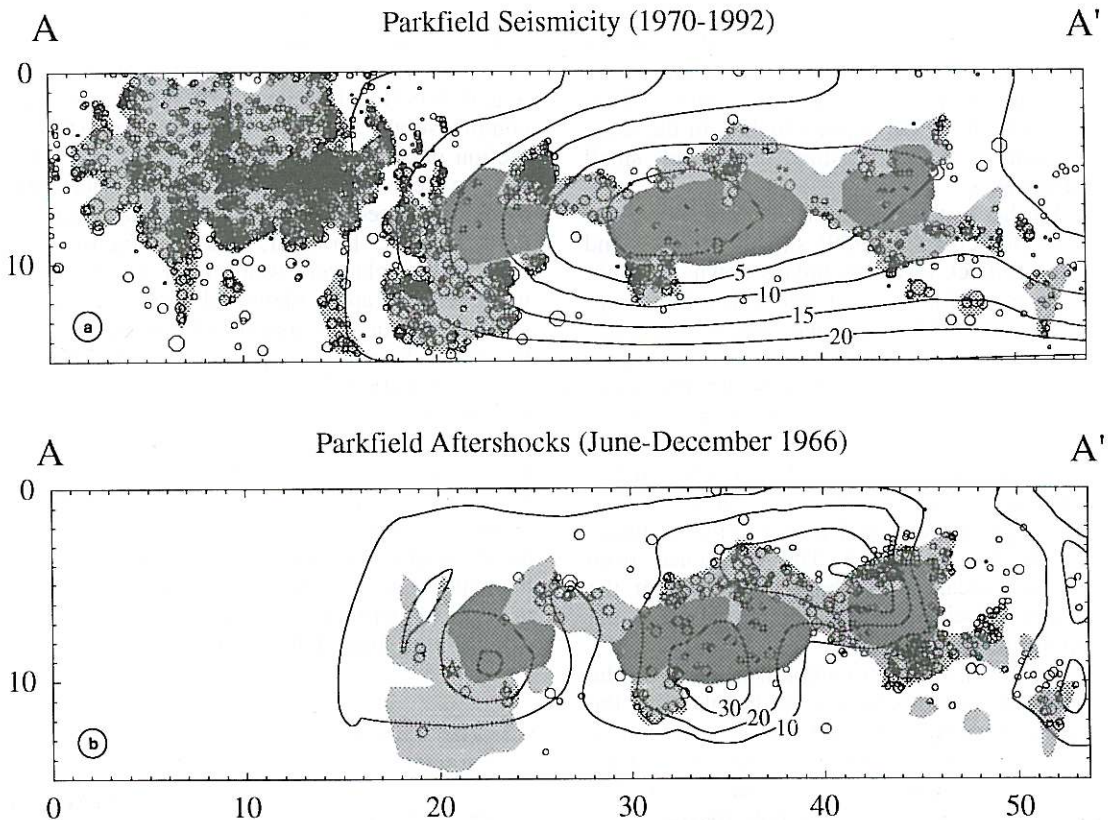 Parkfield Seismicity (1970-1992)
A A'
0
10
5
10
15
20
a
Parkfield Aftershocks (June-December 1966)
A A'
0
10
30 20 10
b
0 10 20 30 40 50